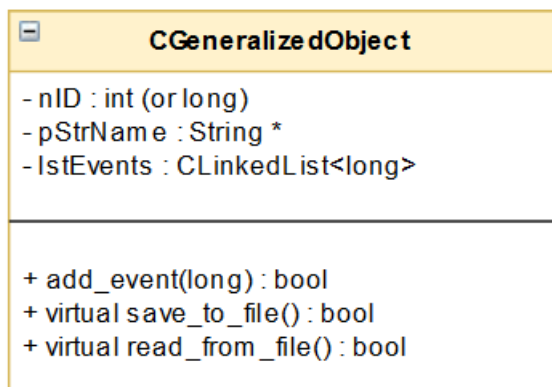 CGeneralizedObject
- nID : int (or long)
- pStrName : String *
- lstEvents : CLinkedList<long>
+ add_event(long) : bool
+ virtual save_to_file() : bool
+ virtual read_from_file() : bool